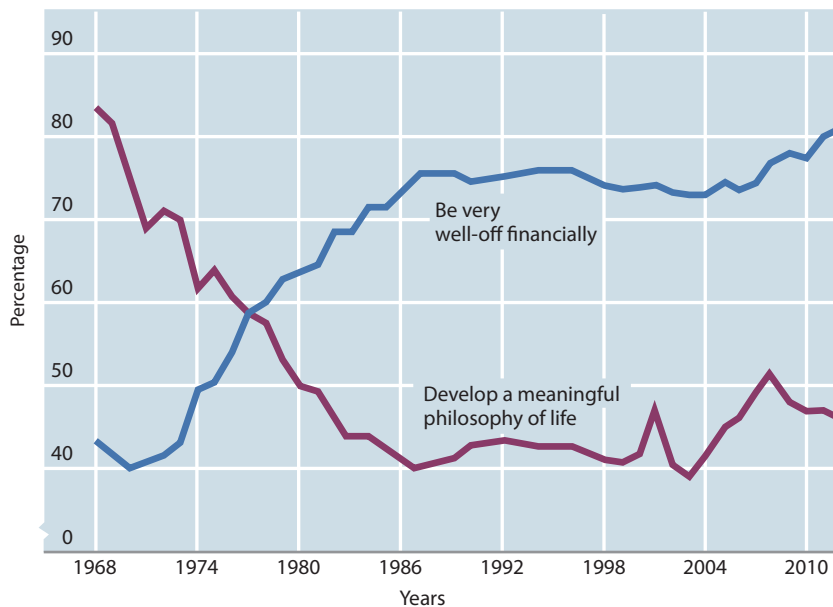 90
80
70
Be very
well-off financially
Percentage
60
50
Develop a meaningful
philosophy of life
40
0
1968 1974 1980 1986 1992 1998 2004 2010
Years